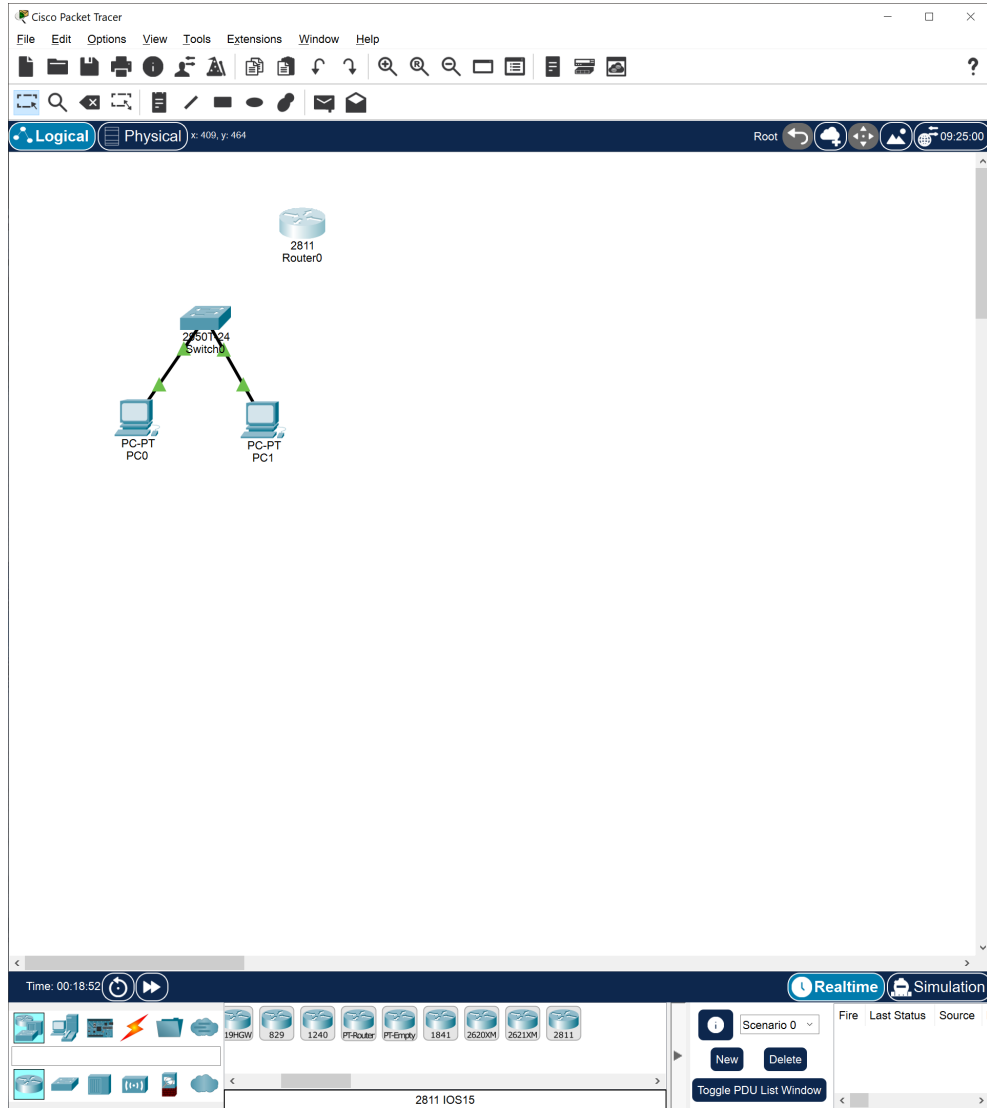 Cisco Packet Tracer
File Edit Options View Tools Extensions Window Help
?
Logical Physical x: 409, y: 464 Root 09:25:00
2811
Router0
2950T-24
Switch0
PC-PT
PC0
PC-PT
PC1
Time: 00:18:52 Realtime Simulation
19HGW 829 1240 PT-Router PT-Empty 1841 2620XM 2621XM 2811
2811 IOS15
Scenario 0
New Delete
Toggle PDU List Window
Fire Last Status Source